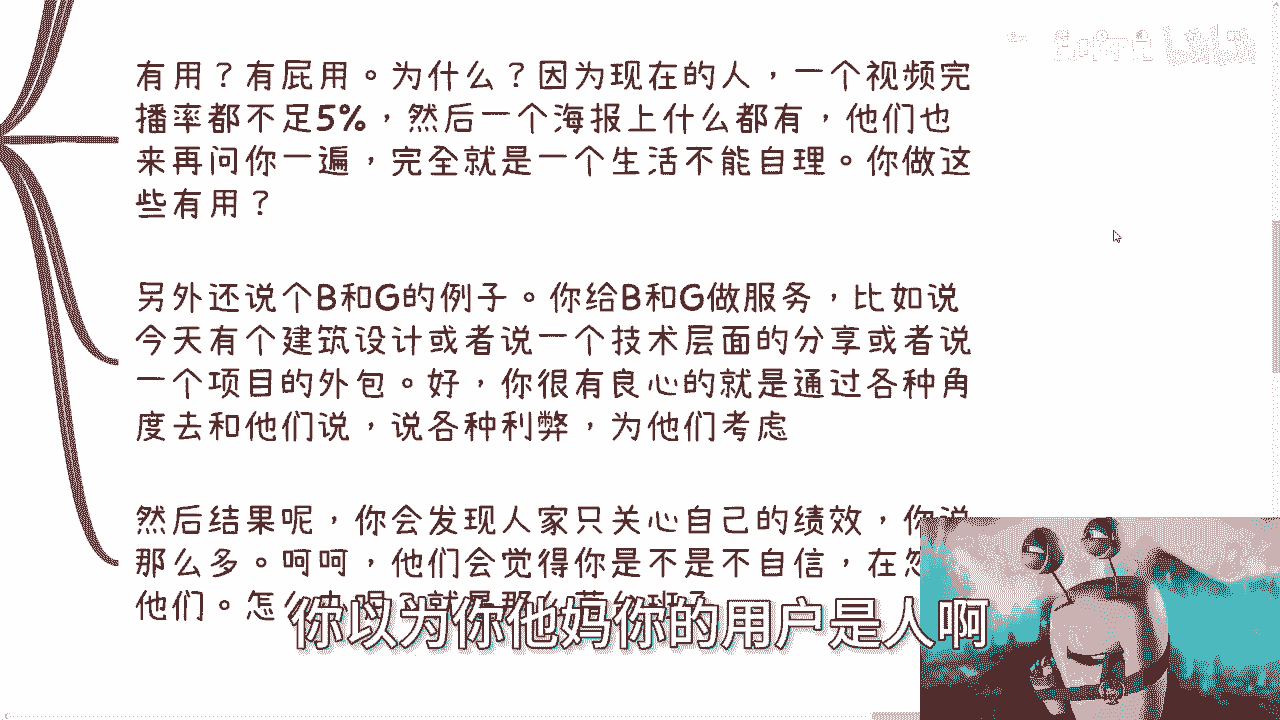 有用？有屁用。为什么？因为现在的人，一个视频完
播率都不足5%，然后一个海报上什么都有，他们也
来再问你一遍，完全就是一个生活不能自理。你做这
些有用？
另外还说个B和G的例子。你给B和G做服务，比如说
今天有个建筑设计或者说一个技术层面的分享或者说
一个项目的外包。好，你很有良心的就是通过各种角
度去和他们说，说各种利弊，为他们考虑
然后结果呢，你会发现人家只关心自己的绩效，你说
那么多。呵呵，他们会觉得你是不是不自信，在忽
他们。怎
你以为你他妈你的用户是人啊